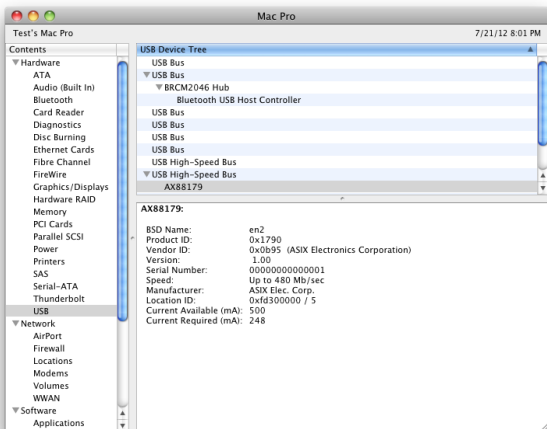 Mac Pro
Test's Mac Pro
7/21/12 8:01 PM
Contents
Hardware
ATA
Audio (Built In)
Bluetooth
Card Reader
Diagnostics
Disc Burning
Ethernet Cards
Fibre Channel
FireWire
Graphics/Displays
Hardware RAID
Memory
PCI Cards
Parallel SCSI
Power
Printers
SAS
Serial-ATA
Thunderbolt
USB
Network
AirPort
Firewall
Locations
Modems
Volumes
WWAN
Software
Applications
USB Device Tree
USB Bus
USB Bus
BRCM2046 Hub
Bluetooth USB Host Controller
USB Bus
USB Bus
USB Bus
USB Bus
USB High-Speed Bus
USB High-Speed Bus
AX88179
AX88179:
BSD Name: en2
Product ID: 0x1790
Vendor ID: 0x0b95 (ASIX Electronics Corporation)
Version: 1.00
Serial Number: 00000000000001
Speed: Up to 480 Mb/sec
Manufacturer: ASIX Elec. Corp.
Location ID: 0xfd300000 / 5
Current Available (mA): 500
Current Required (mA): 248